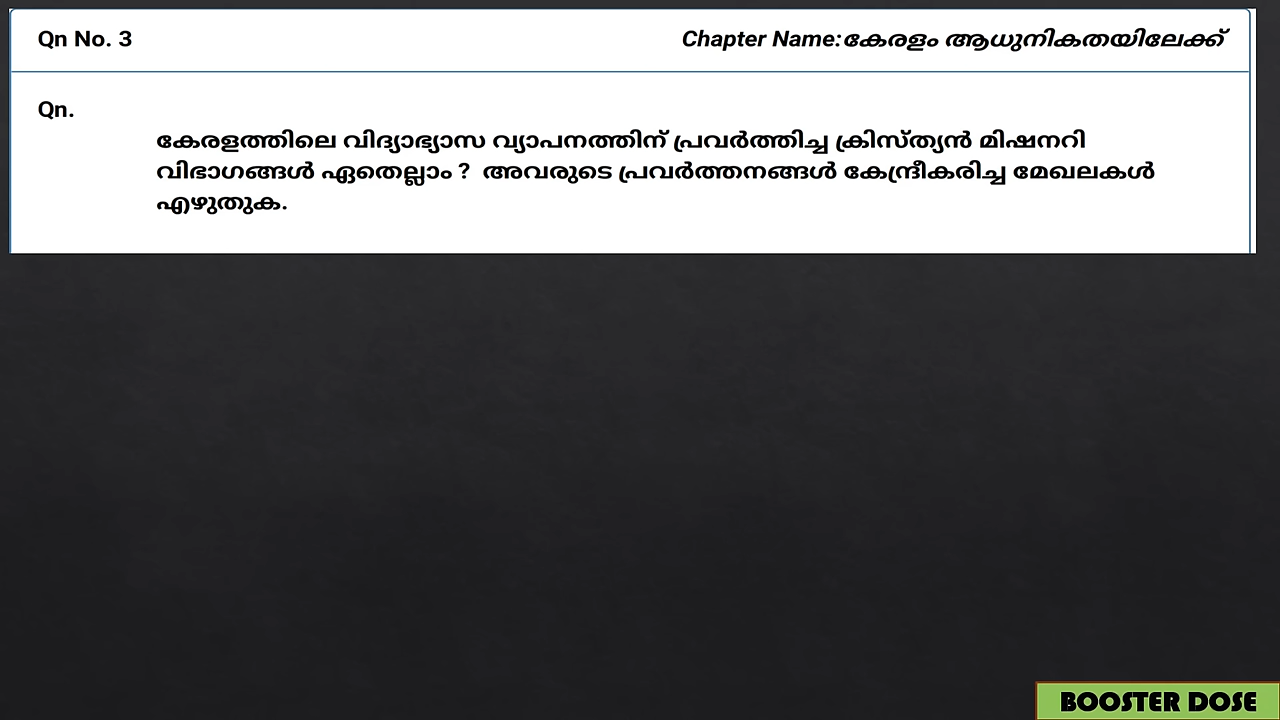 Qn No. 3
Chapter Name:കേരളം ആധുനികതയിലേക്ക്
Qn.
കേരളത്തിലെ വിദ്യാഭ്യാസ വ്യാപനത്തിന് പ്രവർത്തിച്ച ക്രിസ്ത്യൻ മിഷനറി
വിഭാഗങ്ങൾ ഏതെല്ലാം ? അവരുടെ പ്രവർത്തനങ്ങൾ കേന്ദ്രീകരിച്ച മേഖലകൾ
എഴുതുക.
BOOSTER DOSE